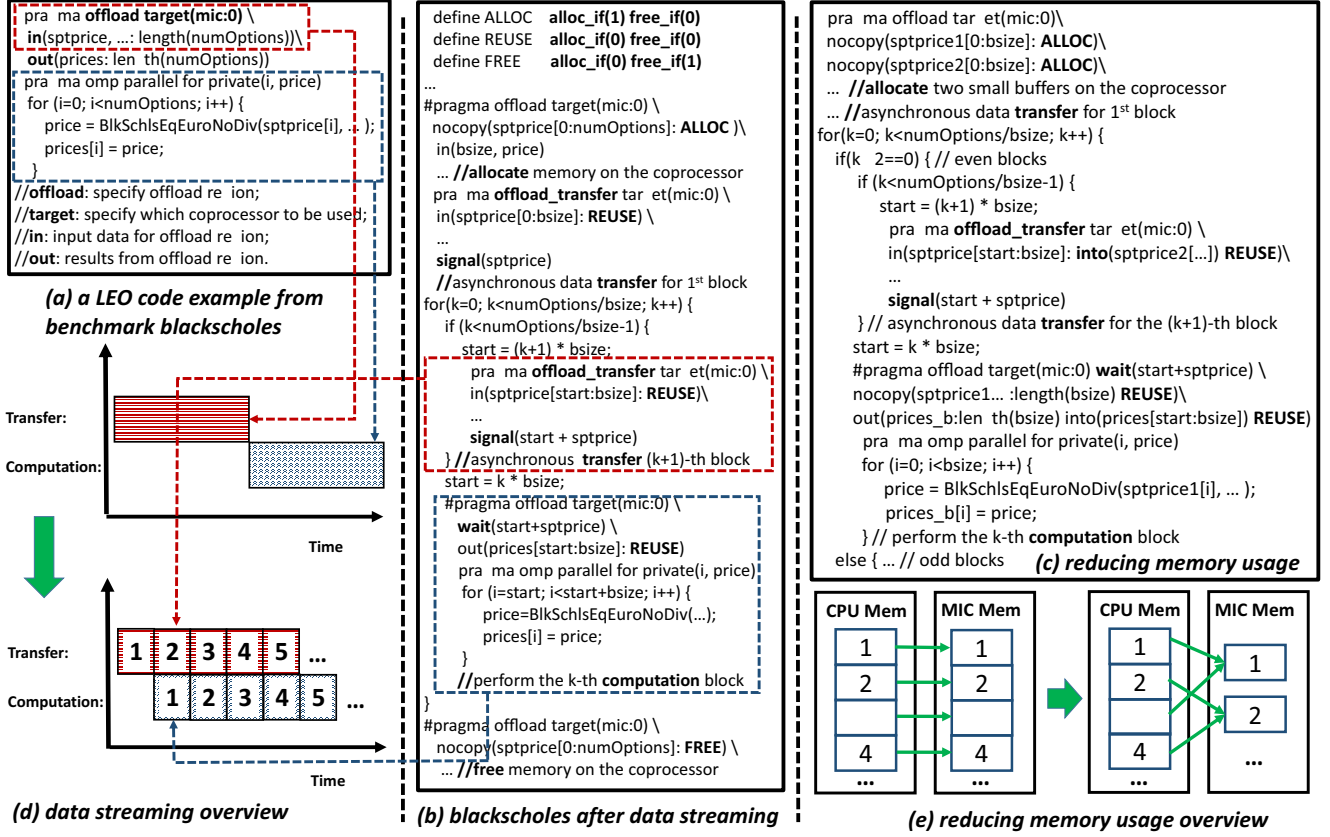 pra ma offload target(mic:0) \
in(sptprice, …: length(numOptions))\
out(prices: len th(numOptions))
pra ma omp parallel for private(i, price)
for (i=0; i<numOptions; i++) {
price = BlkSchlsEqEuroNoDiv(sptprice[i], … );
prices[i] = price;
}
//offload: specify offload re ion;
//target: specify which coprocessor to be used;
//in: input data for offload re ion;
//out: results from offload re ion.
(a) a LEO code example from
benchmark blackscholes
Transfer:
Computation:
Time
Transfer:
1 2 3 4 5 …
Computation:
1 2 3 4 5 …
Time
(d) data streaming overview
define ALLOC alloc_if(1) free_if(0)
define REUSE alloc_if(0) free_if(0)
define FREE alloc_if(0) free_if(1)
…
#pragma offload target(mic:0) \
nocopy(sptprice[0:numOptions]: ALLOC )\
in(bsize, price)
… //allocate memory on the coprocessor
pra ma offload_transfer tar et(mic:0) \
in(sptprice[0:bsize]: REUSE) \
…
signal(sptprice)
//asynchronous data transfer for 1st block
for(k=0; k<numOptions/bsize; k++) {
if (k<numOptions/bsize-1) {
start = (k+1) * bsize;
pra ma offload_transfer tar et(mic:0) \
in(sptprice[start:bsize]: REUSE)\
…
signal(start + sptprice)
} //asynchronous transfer (k+1)-th block
start = k * bsize;
#pragma offload target(mic:0) \
wait(start+sptprice) \
out(prices[start:bsize]: REUSE)
pra ma omp parallel for private(i, price)
for (i=start; i<start+bsize; i++) {
price=BlkSchlsEqEuroNoDiv(…);
prices[i] = price;
}
//perform the k-th computation block
}
#pragma offload target(mic:0) \
nocopy(sptprice[0:numOptions]: FREE) \
… //free memory on the coprocessor
(b) blackscholes after data streaming
pra ma offload tar et(mic:0)\
nocopy(sptprice1[0:bsize]: ALLOC)\
nocopy(sptprice2[0:bsize]: ALLOC)\
… //allocate two small buffers on the coprocessor
… //asynchronous data transfer for 1st block
for(k=0; k<numOptions/bsize; k++) {
if(k 2==0) { // even blocks
if (k<numOptions/bsize-1) {
start = (k+1) * bsize;
pra ma offload_transfer tar et(mic:0) \
in(sptprice[start:bsize]: into(sptprice2[…]) REUSE)\
…
signal(start + sptprice)
} // asynchronous data transfer for the (k+1)-th block
start = k * bsize;
#pragma offload target(mic:0) wait(start+sptprice) \
nocopy(sptprice1… :length(bsize) REUSE)\
out(prices_b:len th(bsize) into(prices[start:bsize]) REUSE)
pra ma omp parallel for private(i, price)
for (i=0; i<bsize; i++) {
price = BlkSchlsEqEuroNoDiv(sptprice1[i], … );
prices_b[i] = price;
} // perform the k-th computation block
else { … // odd blocks
(c) reducing memory usage
CPU Mem MIC Mem CPU Mem MIC Mem
1 1 1 1
2 2 2 2
4 4 4
… … … …
(e) reducing memory usage overview